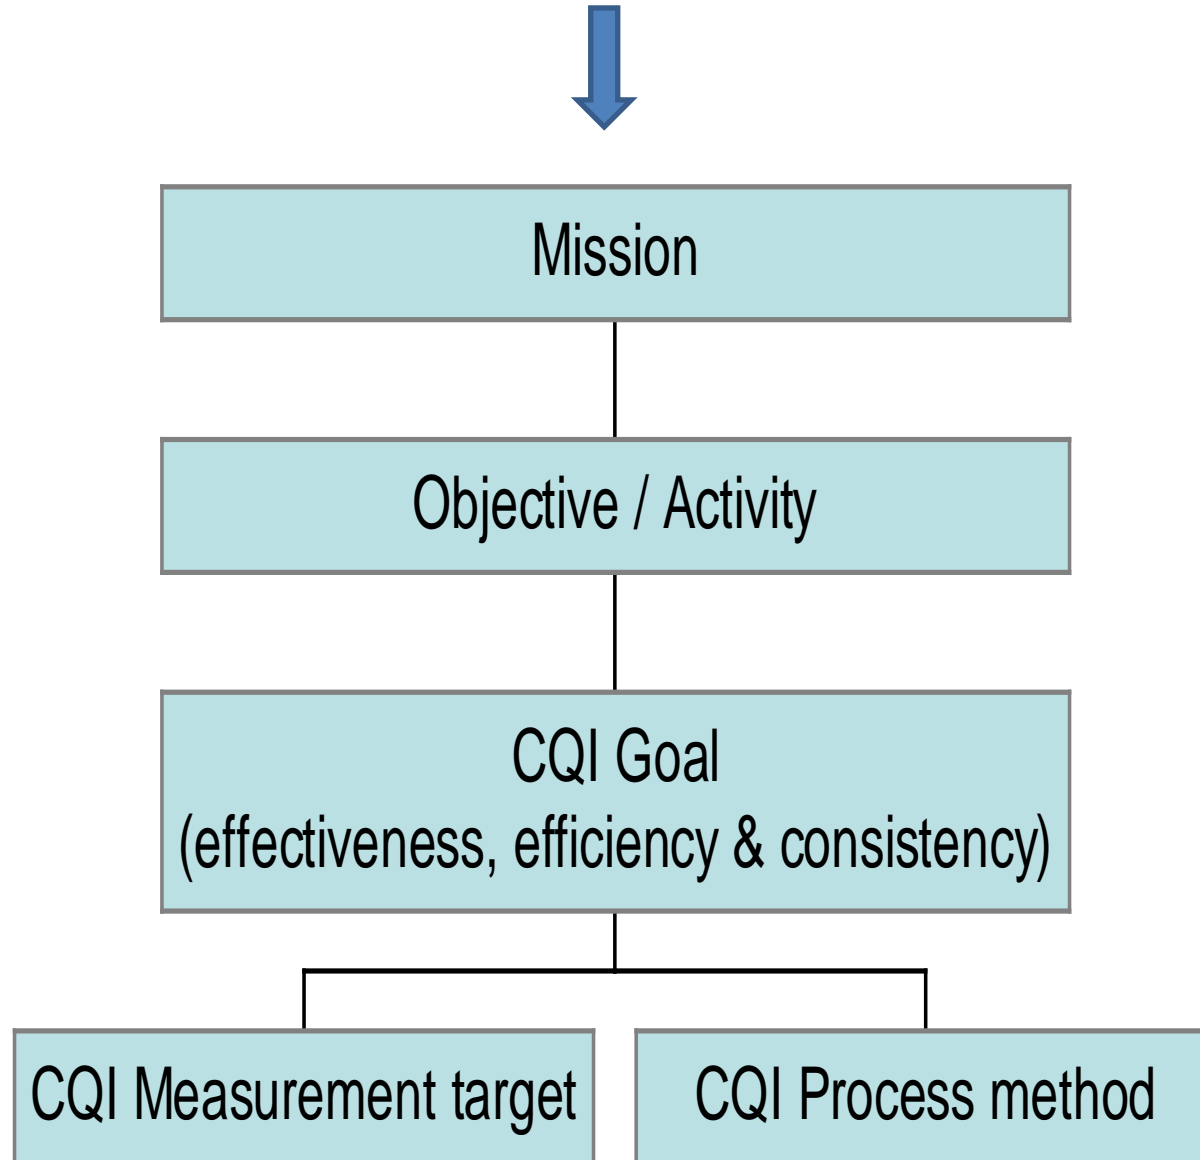 Mission
Objective / Activity
CQI Goal
(effectiveness, efficiency & consistency)
CQI Measurement target
CQI Process method